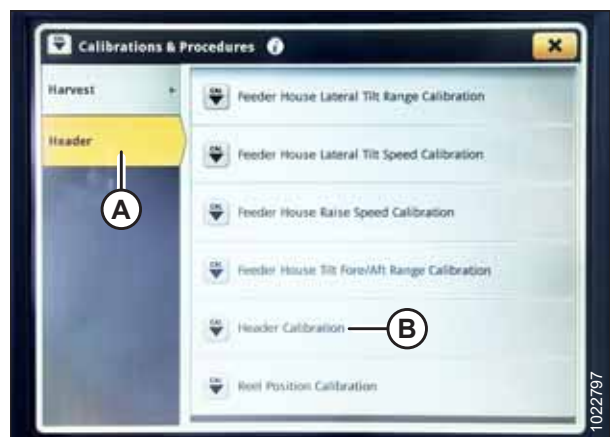 Calibrations & Procedures
Harvest
Header
Feeder House Lateral Tilt Range Calibration
Feeder House Lateral Tilt Speed Calibration
Feeder House Raise Speed Calibration
Feeder House Tilt Fore/Aft Range Calibration
Header Calibration
Reel Position Calibration
A
B
1022797